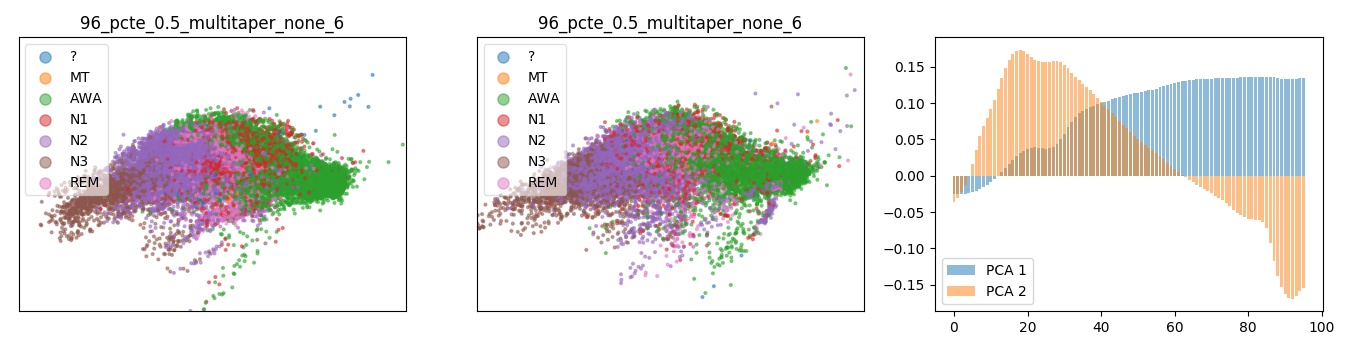 96_pcte_0.5_multitaper_none_6
?
MT
AWA
N1
N2
N3
REM
96_pcte_0.5_multitaper_none_6
?
MT
AWA
N1
N2
N3
REM
0.15
0.10
0.05
0.00
−0.05
−0.10
−0.15
PCA 1
PCA 2
0
20
40
60
80
100